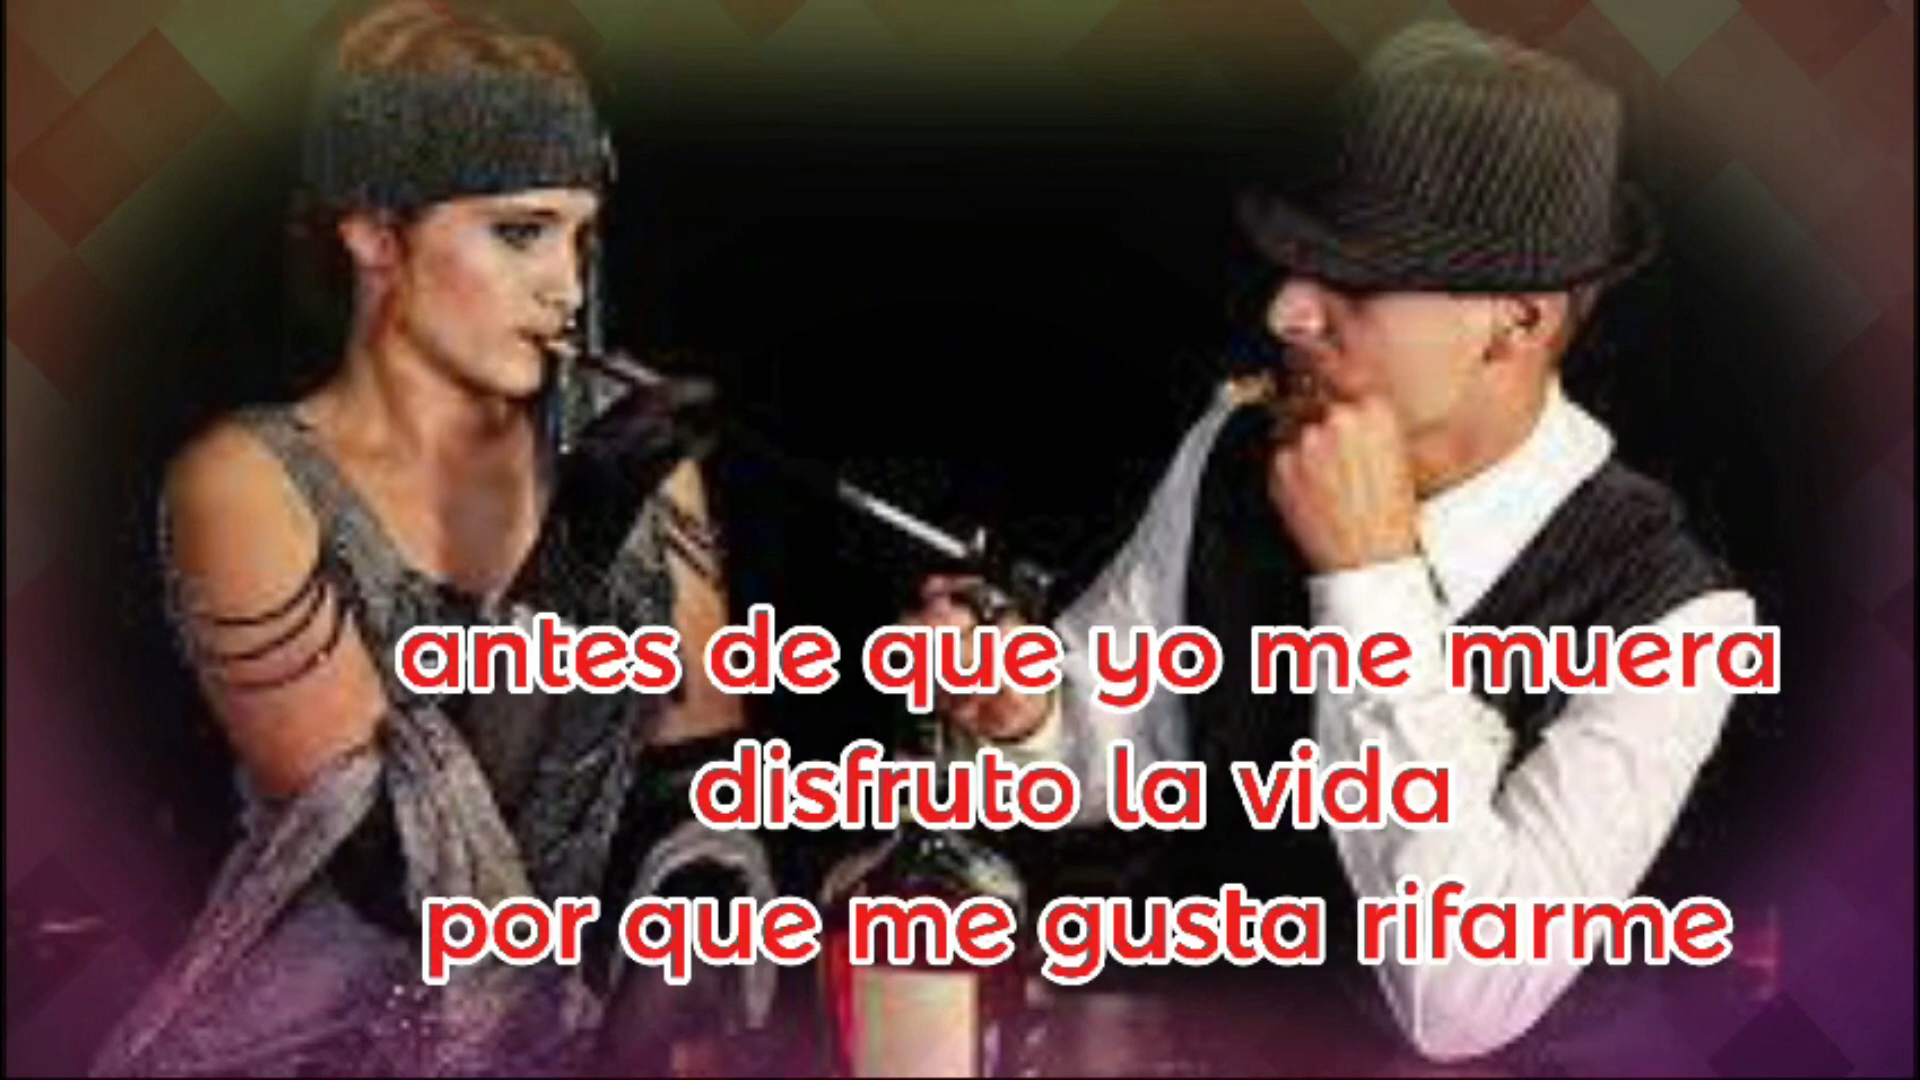 antes de que yo me muera
disfruto la vida
por que me gusta rifarme